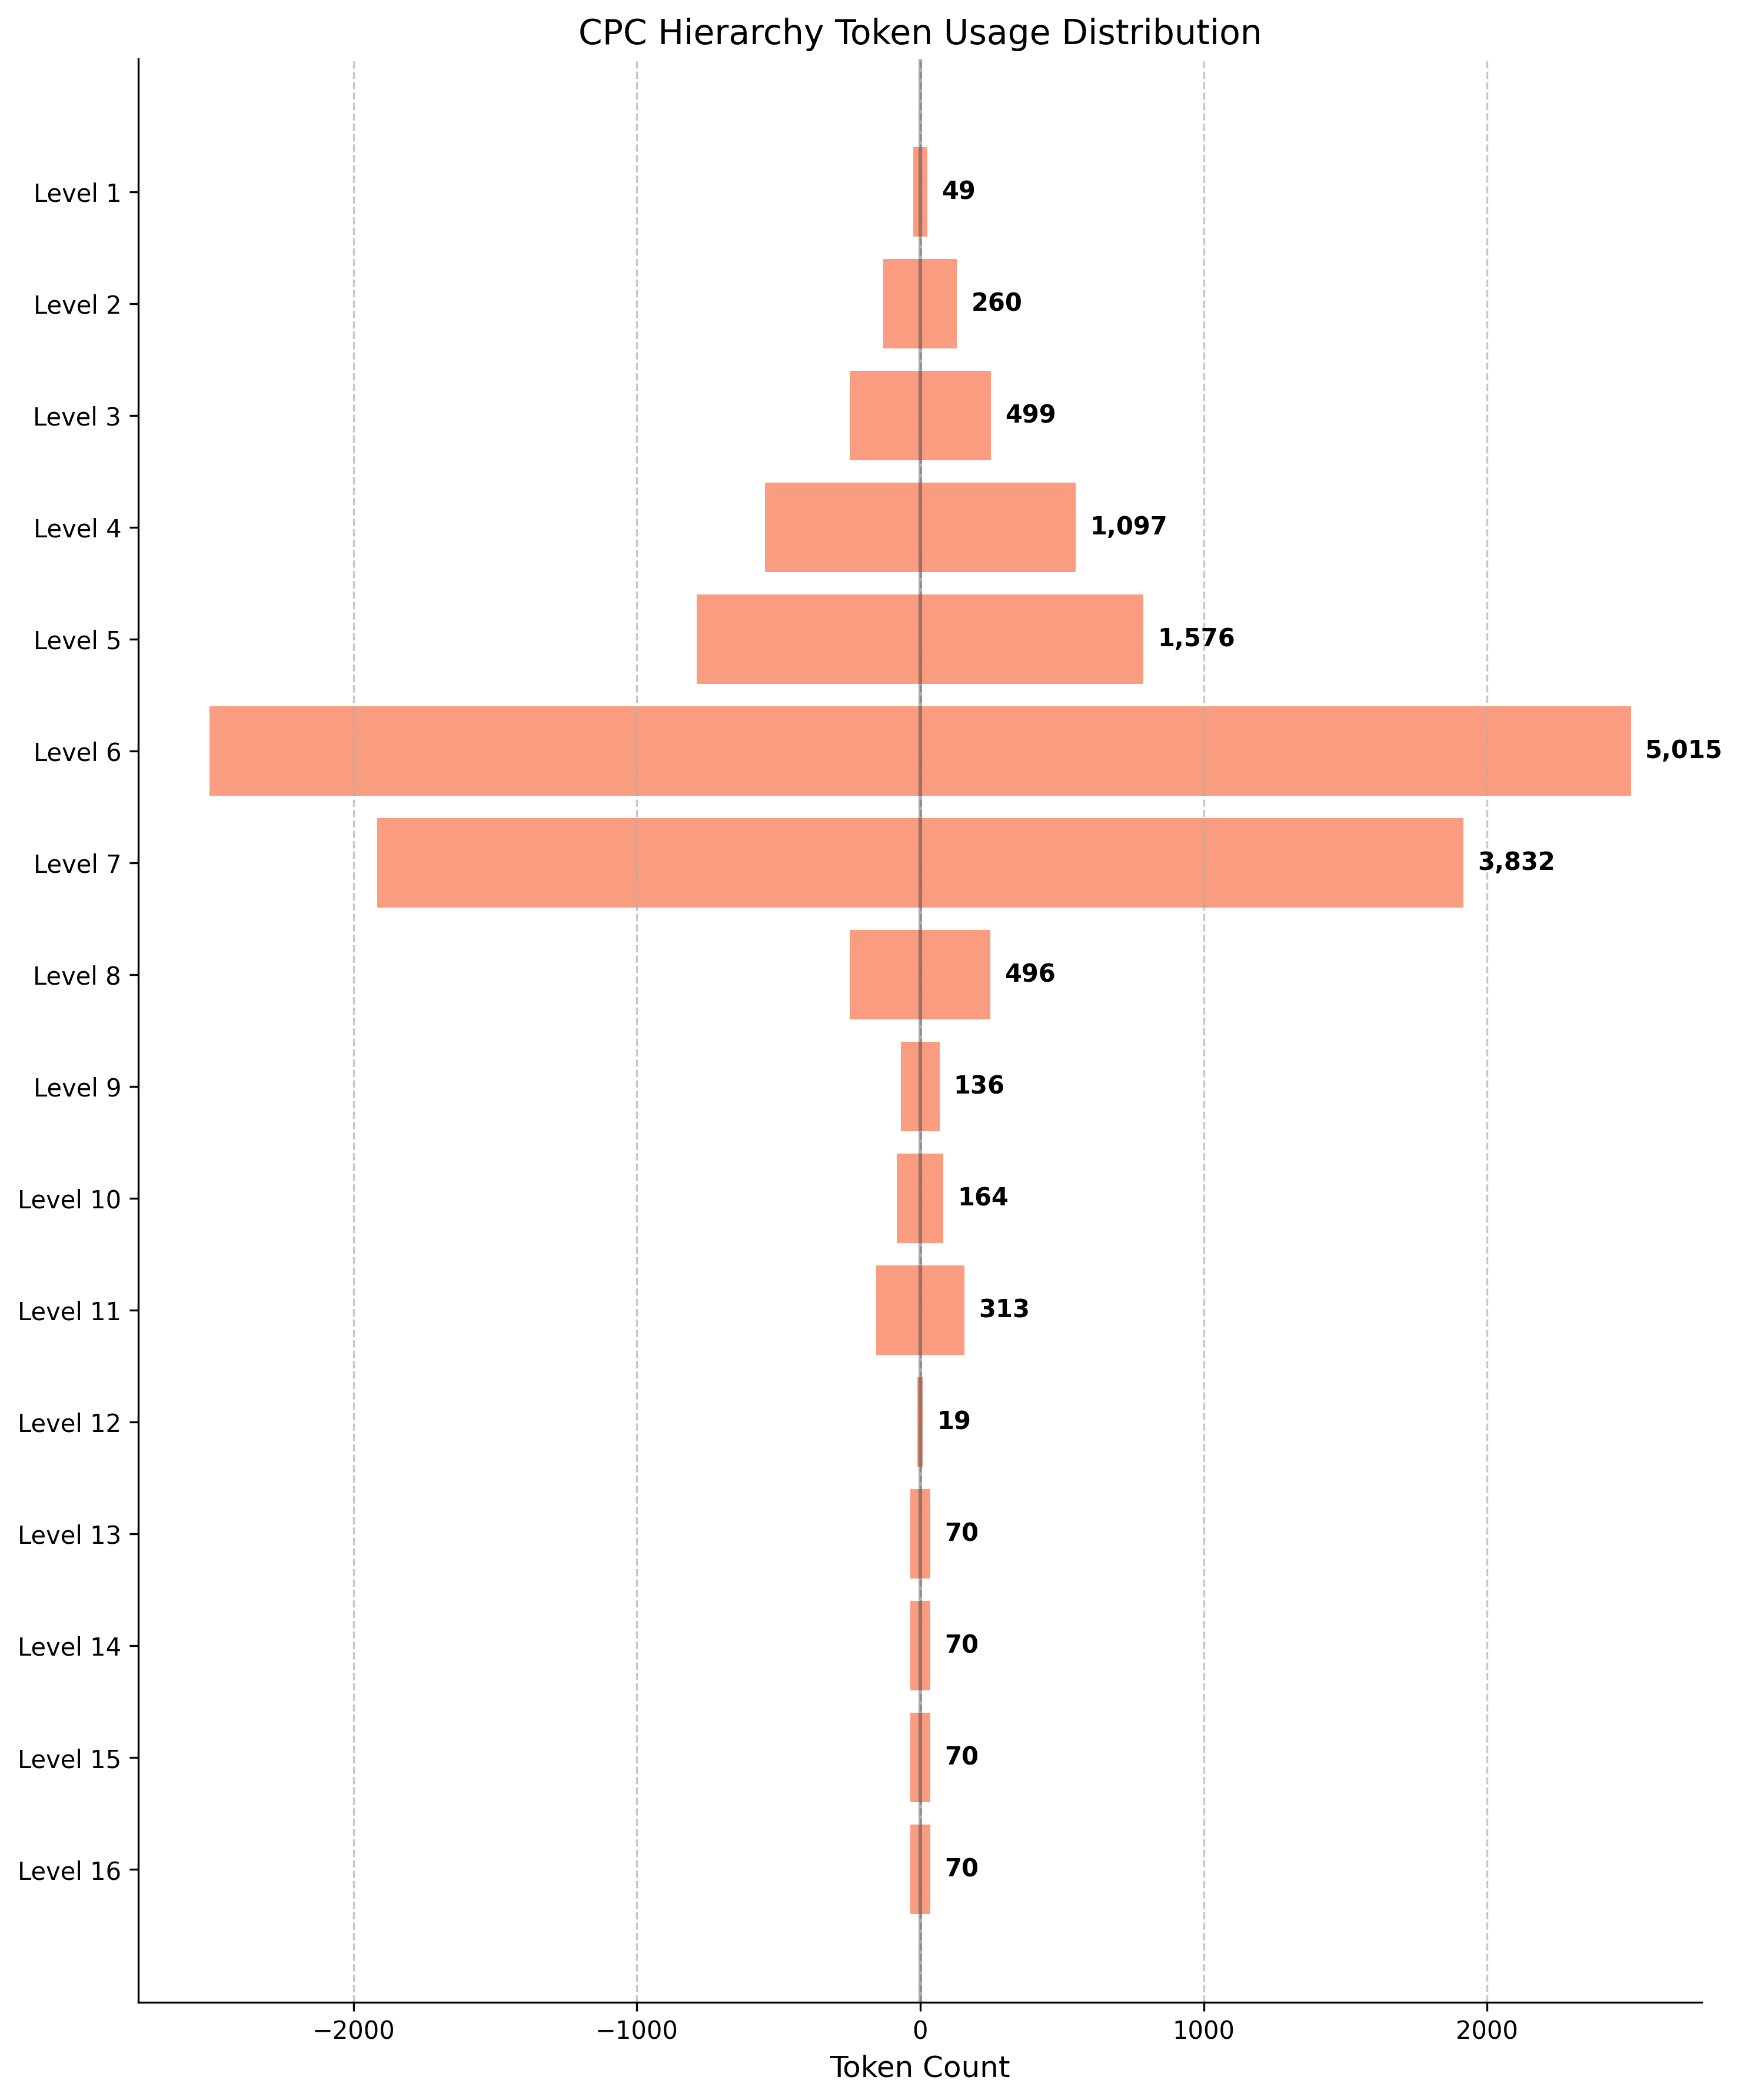 CPC Hierarchy Token Usage Distribution
Level 1 49
Level 2 260
Level 3 499
Level 4 1,097
Level 5 1,576
Level 6 5,015
Level 7 3,832
Level 8 496
Level 9 136
Level 10 164
Level 11 313
Level 12 19
Level 13 70
Level 14 70
Level 15 70
Level 16 70
−2000 −1000 0 1000 2000
Token Count